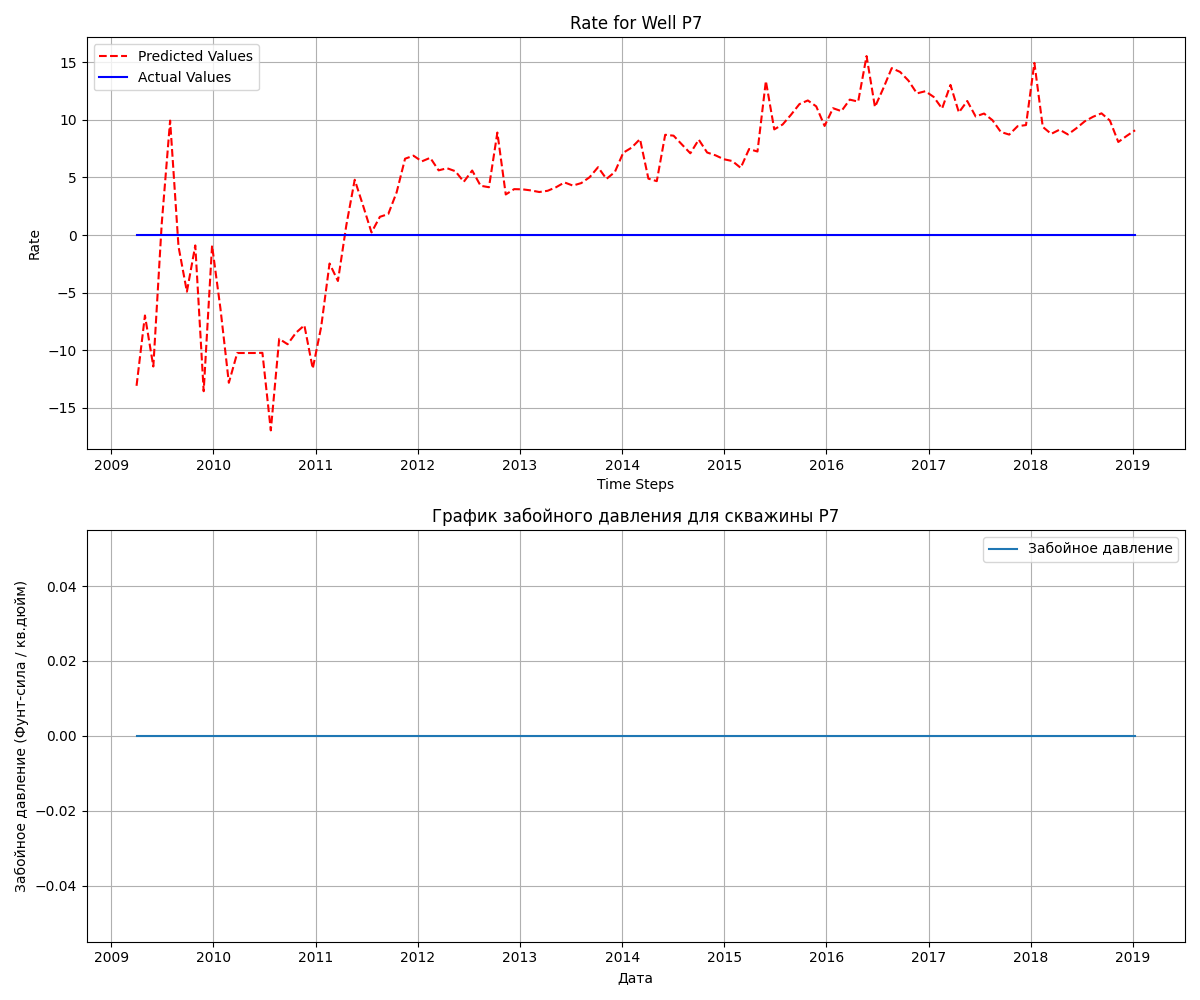 Rate for Well P7
Predicted Values
Actual Values
Rate
15
10
5
0
−5
−10
−15
2009 2010 2011 2012 2013 2014 2015 2016 2017 2018 2019
Time Steps
График забойного давления для скважины P7
Забойное давление
Забойное давление (Фунт-сила / кв.дюйм)
0.04
0.02
0.00
−0.02
−0.04
2009 2010 2011 2012 2013 2014 2015 2016 2017 2018 2019
Дата